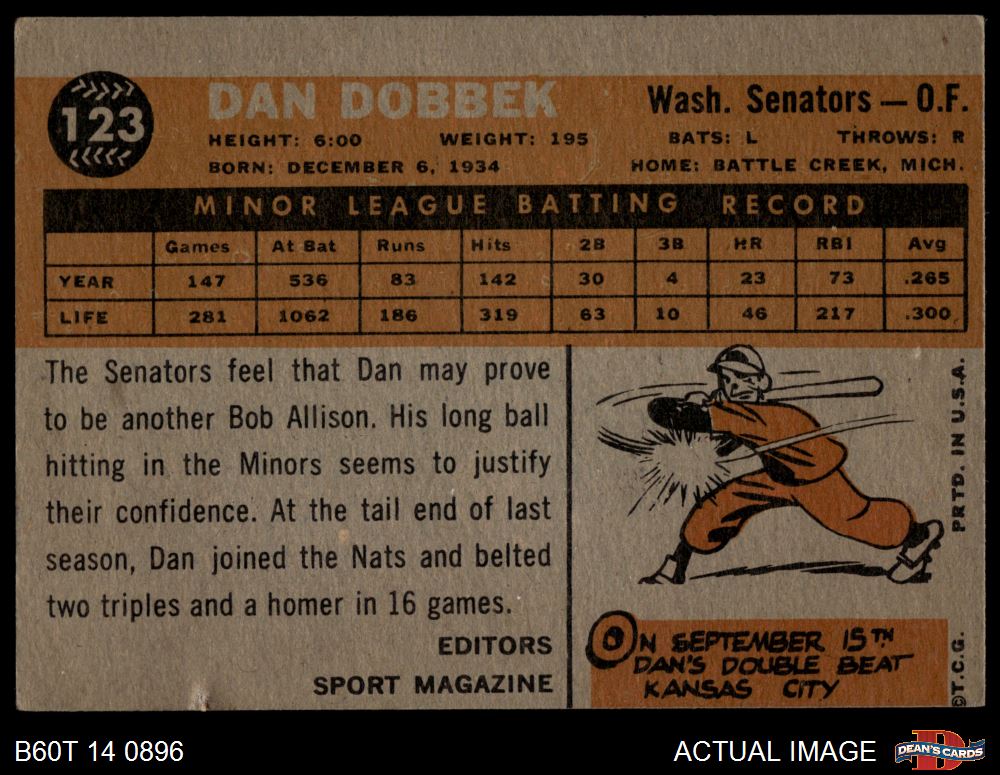 123
DAN DOBBEK
Wash. Senators — O.F.
HEIGHT: 6:00 WEIGHT: 195 BATS: L THROWS: R
BORN: DECEMBER 6, 1934 HOME: BATTLE CREEK, MICH.
MINOR LEAGUE BATTING RECORD
Games At Bat Runs Hits 2B 3B HR RBI Avg
YEAR 147 536 83 142 30 4 23 73 .265
LIFE 281 1062 186 319 63 10 46 217 .300
The Senators feel that Dan may prove
to be another Bob Allison. His long ball
hitting in the Minors seems to justify
their confidence. At the tail end of last
season, Dan joined the Nats and belted
two triples and a homer in 16 games.
EDITORS
SPORT MAGAZINE
ON SEPTEMBER 15TH
DAN'S DOUBLE BEAT
KANSAS CITY
©T.C.G. PRTD. IN U.S.A.
B60T 14 0896
ACTUAL IMAGE
DEAN'S CARDS